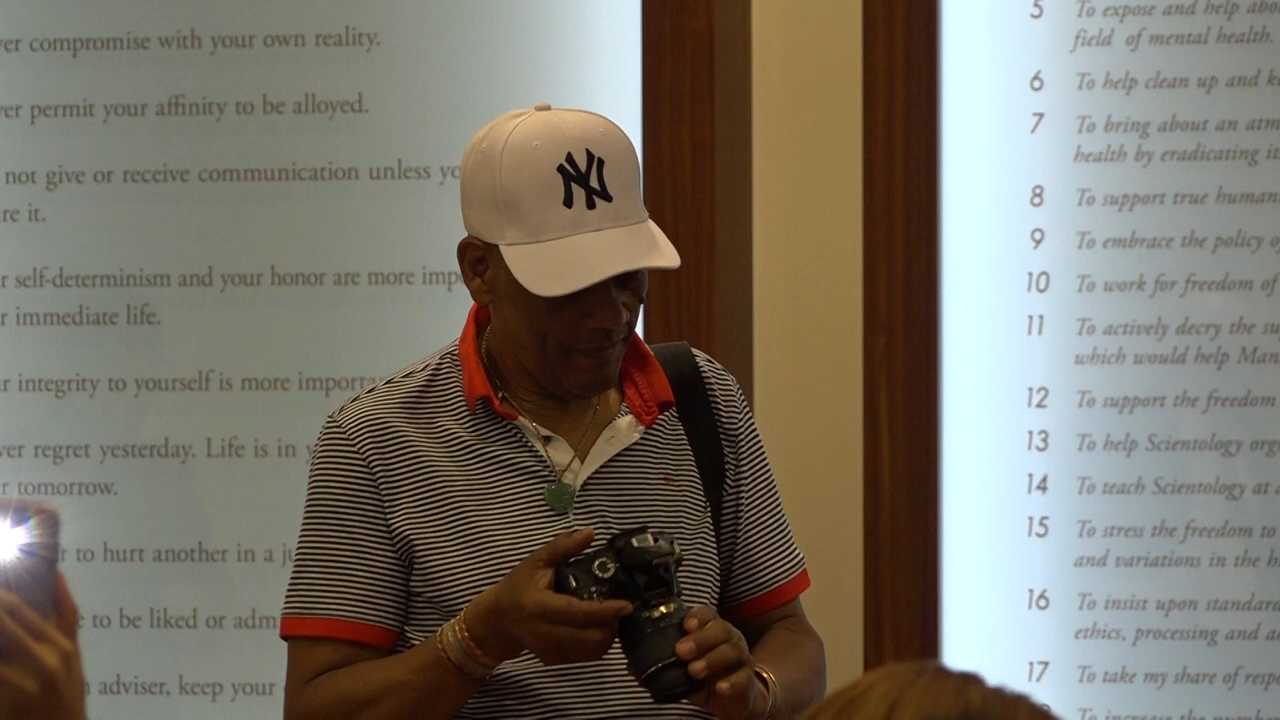 ver compromise with your own reality.
ver permit your affinity to be alloyed.
not give or receive communication unless yo
re it.
r self-determinism and your honor are more imp
r immediate life.
r integrity to yourself is more importa
ver regret yesterday. Life is in y
r tomorrow.
r to hurt another in a ju
e to be liked or adm
adviser, keep your
NY
5 To expose and help abo
field of mental health.
6 To help clean up and k
7 To bring about an atm
health by eradicating it
8 To support true human
9 To embrace the policy o
10 To work for freedom of
11 To actively decry the su
which would help Man
12 To support the freedom
13 To help Scientology org
14 To teach Scientology at
15 To stress the freedom to
and variations in the h
16 To insist upon standard
ethics, processing and a
17 To take my share of resp